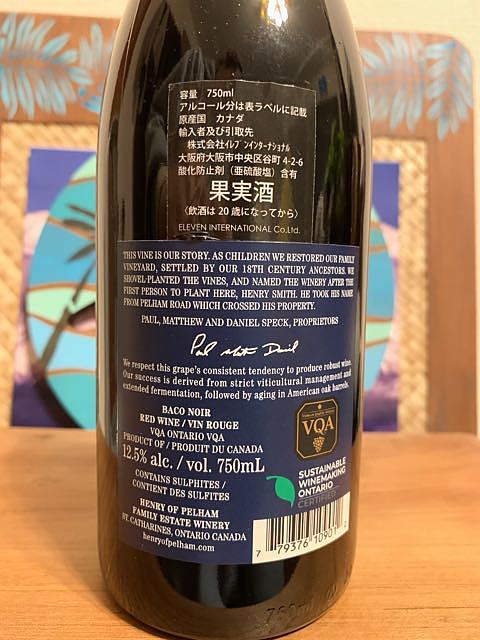 容量 750ml
アルコール分は表ラベルに記載
原産国 カナダ
輸入者及び引取先
株式会社イレブンインターナショナル
大阪府大阪市中央区谷町4-2-6
酸化防止剤（亜硫酸塩）含有
果実酒
〈飲酒は20歳になってから〉
ELEVEN INTERNATIONAL Co.Ltd.
THIS VINE IS OUR STORY. AS CHILDREN WE RESTORED OUR FAMILY
VINEYARD, SETTLED BY OUR 18TH CENTURY ANCESTORS. WE
SHOVEL-PLANTED THE VINES, AND NAMED THE WINERY AFTER THE
FIRST PERSON TO PLANT HERE, HENRY SMITH. HE TOOK HIS NAME
FROM PELHAM ROAD WHICH CROSSED HIS PROPERTY.
PAUL, MATTHEW AND DANIEL SPECK, PROPRIETORS
Paul Matt Daniel
We respect this grape's consistent tendency to produce robust wine.
Our success is derived from strict viticultural management and
extended fermentation, followed by aging in American oak barrels.
BACO NOIR
RED WINE / VIN ROUGE
VQA ONTARIO VQA
PRODUCT OF / PRODUIT DU CANADA
12.5% alc. / vol. 750mL
CONTAINS SULPHITES /
CONTIENT DES SULFITES
HENRY OF PELHAM
FAMILY ESTATE WINERY
ST. CATHARINES, ONTARIO CANADA
henryofpelham.com
VQA
SUSTAINABLE
WINEMAKING
ONTARIO
CERTIFIED
7 79376 10901 2
750 ml